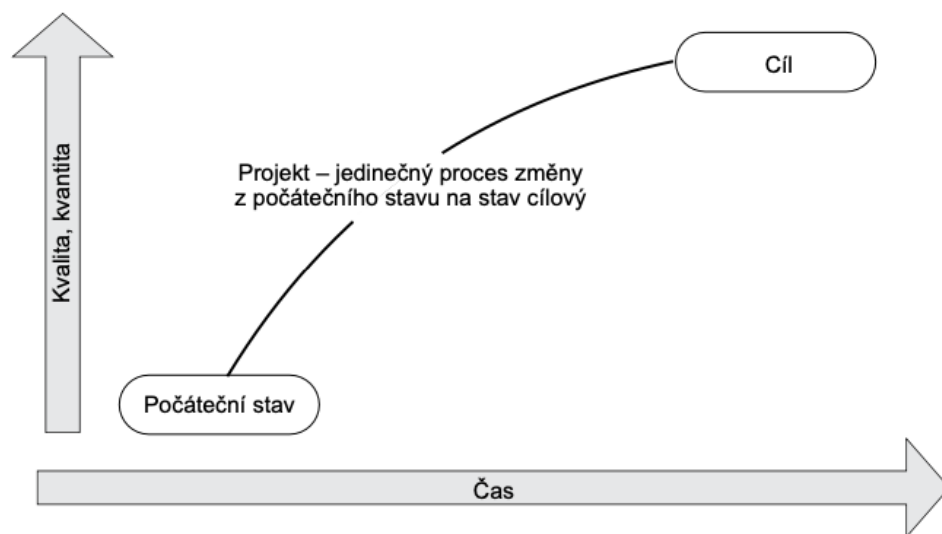 Cíl
Projekt – jedinečný proces změny
z počátečního stavu na stav cílový
Kvalita, kvantita
Počáteční stav
Čas